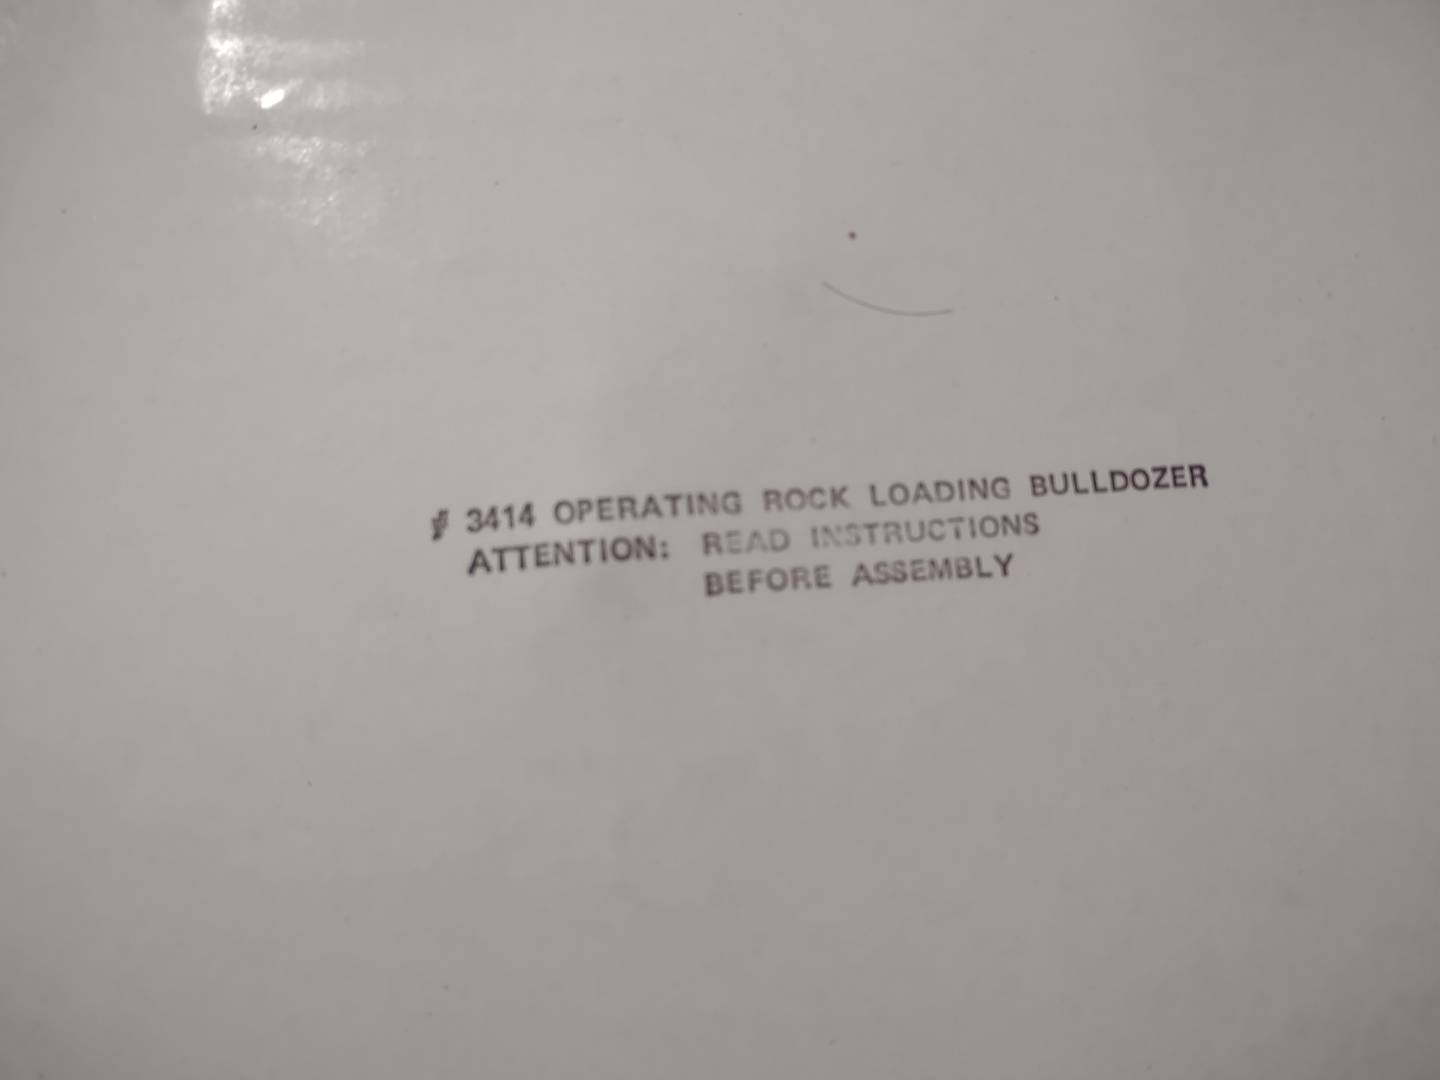 # 3414 OPERATING ROCK LOADING BULLDOZER
ATTENTION: READ INSTRUCTIONS
BEFORE ASSEMBLY